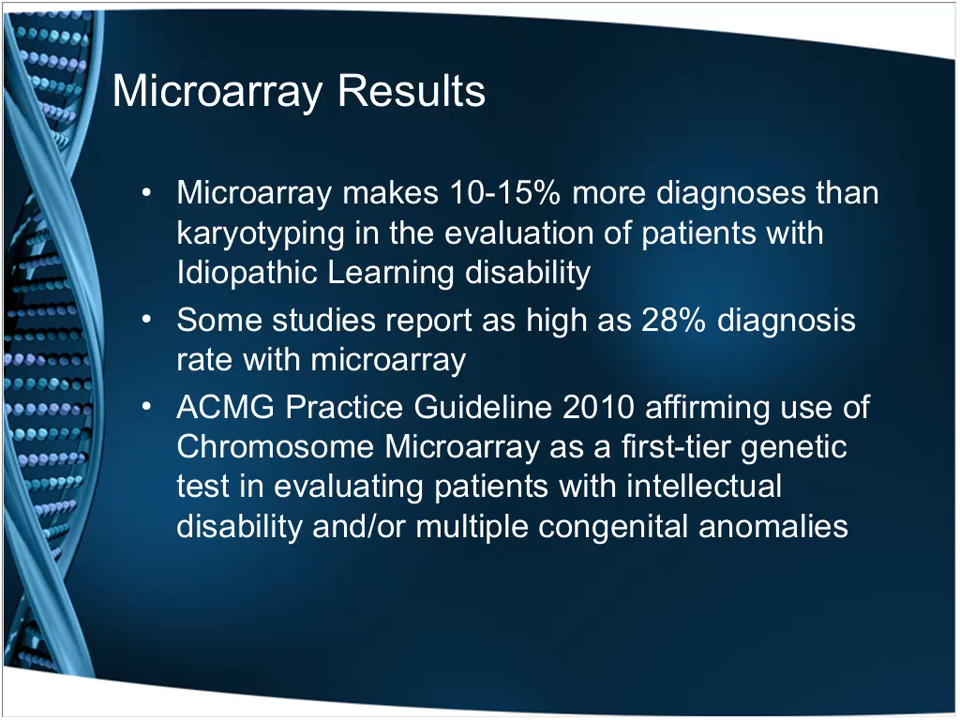 Microarray Results
• Microarray makes 10-15% more diagnoses than
karyotyping in the evaluation of patients with
Idiopathic Learning disability
• Some studies report as high as 28% diagnosis
rate with microarray
• ACMG Practice Guideline 2010 affirming use of
Chromosome Microarray as a first-tier genetic
test in evaluating patients with intellectual
disability and/or multiple congenital anomalies